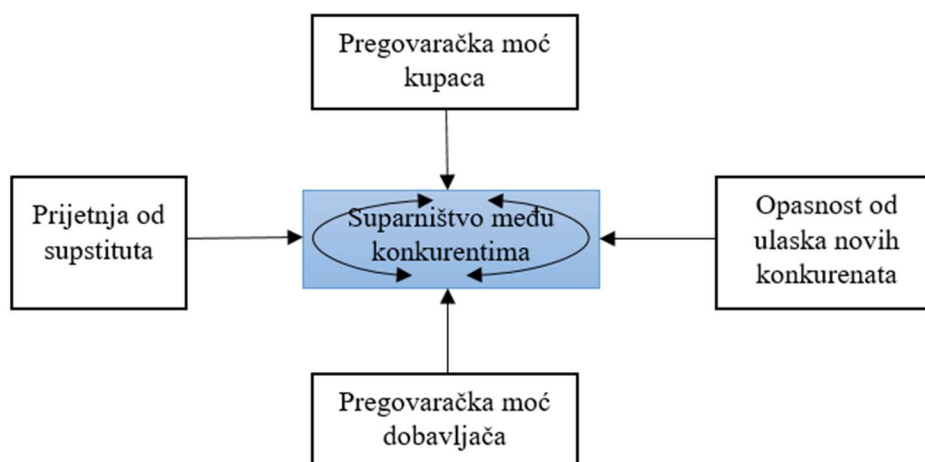 Pregovaračka moć
kupaca
Prijetnja od
supstituta
Suparništvo među
konkurentima
Opasnost od
ulaska novih
konkurenata
Pregovaračka moć
dobavljača